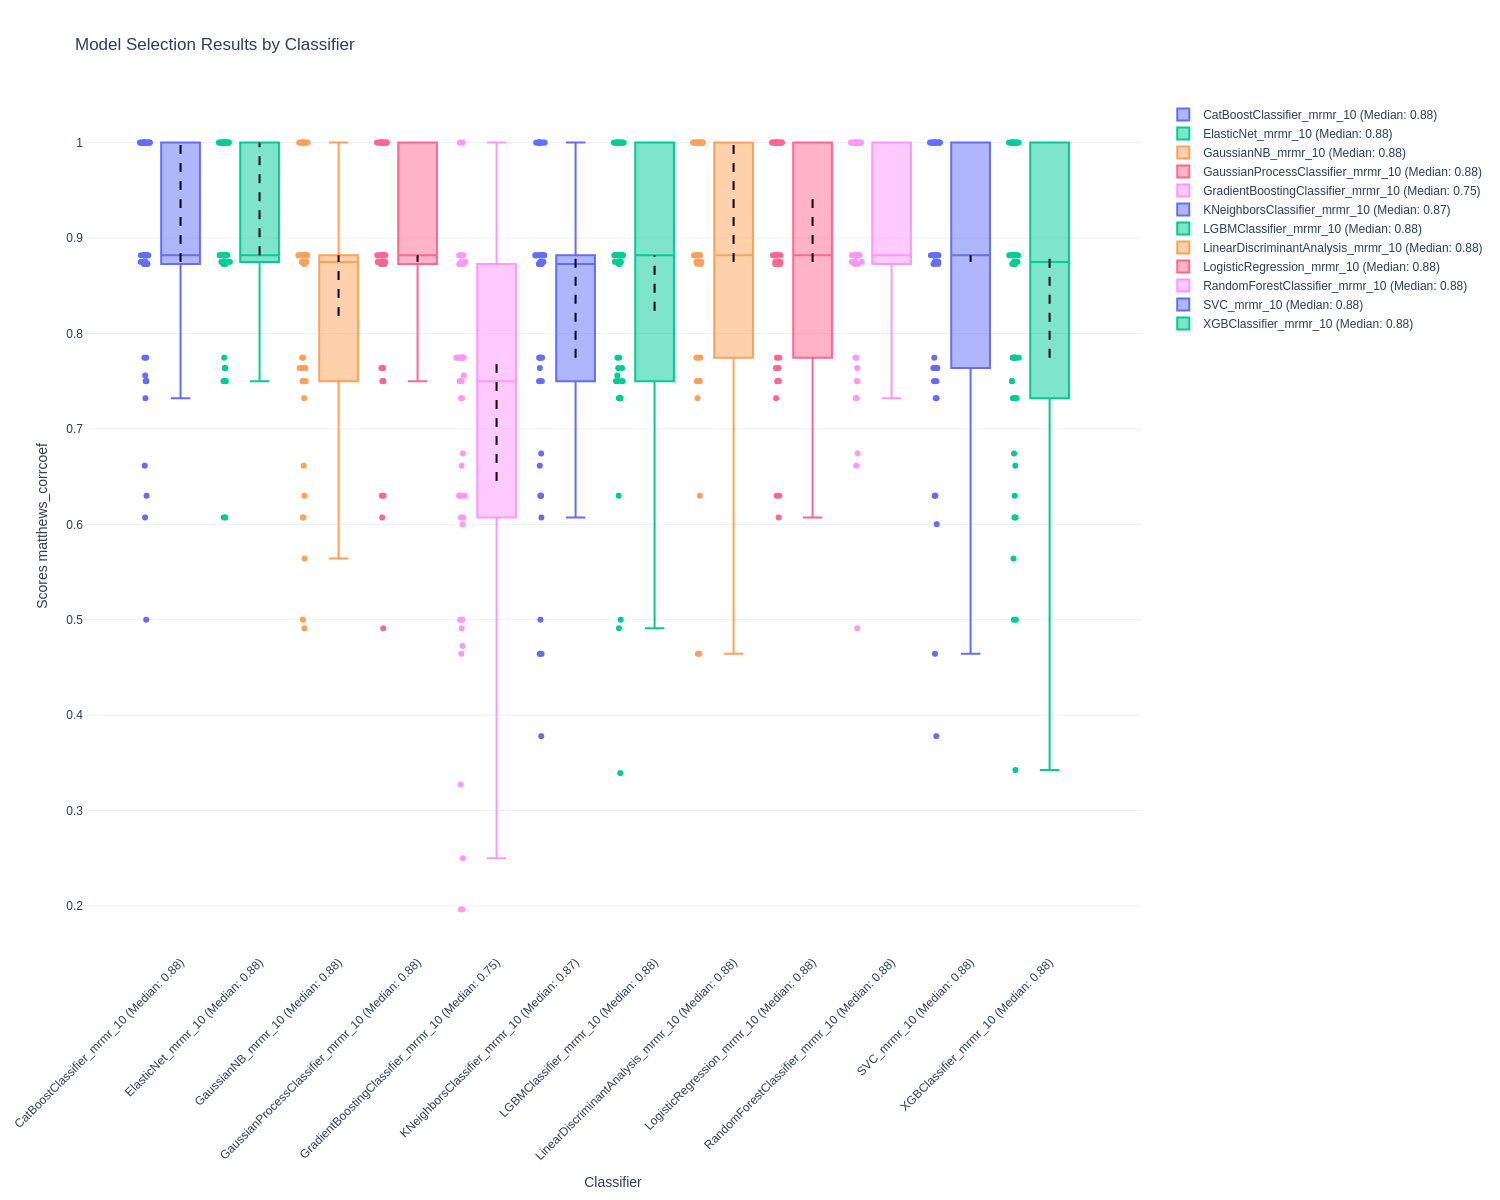 Model Selection Results by Classifier
CatBoostClassifier_mrmr_10 (Median: 0.88)
ElasticNet_mrmr_10 (Median: 0.88)
GaussianNB_mrmr_10 (Median: 0.88)
GaussianProcessClassifier_mrmr_10 (Median: 0.88)
GradientBoostingClassifier_mrmr_10 (Median: 0.75)
KNeighborsClassifier_mrmr_10 (Median: 0.87)
LGBMClassifier_mrmr_10 (Median: 0.88)
LinearDiscriminantAnalysis_mrmr_10 (Median: 0.88)
LogisticRegression_mrmr_10 (Median: 0.88)
RandomForestClassifier_mrmr_10 (Median: 0.88)
SVC_mrmr_10 (Median: 0.88)
XGBClassifier_mrmr_10 (Median: 0.88)
1
0.9
0.8
0.7
0.6
0.5
0.4
0.3
0.2
Scores matthews_corrcoef
CatBoostClassifier_mrmr_10 (Median: 0.88)
ElasticNet_mrmr_10 (Median: 0.88)
GaussianNB_mrmr_10 (Median: 0.88)
GaussianProcessClassifier_mrmr_10 (Median: 0.88)
GradientBoostingClassifier_mrmr_10 (Median: 0.75)
KNeighborsClassifier_mrmr_10 (Median: 0.87)
LGBMClassifier_mrmr_10 (Median: 0.88)
LinearDiscriminantAnalysis_mrmr_10 (Median: 0.88)
LogisticRegression_mrmr_10 (Median: 0.88)
RandomForestClassifier_mrmr_10 (Median: 0.88)
SVC_mrmr_10 (Median: 0.88)
XGBClassifier_mrmr_10 (Median: 0.88)
Classifier